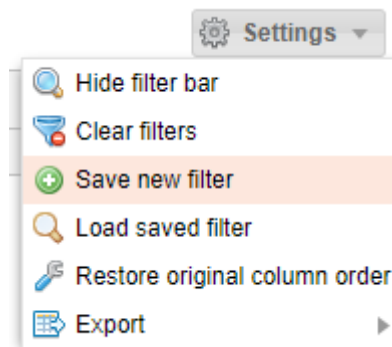 Settings
Hide filter bar
Clear filters
Save new filter
Load saved filter
Restore original column order
Export